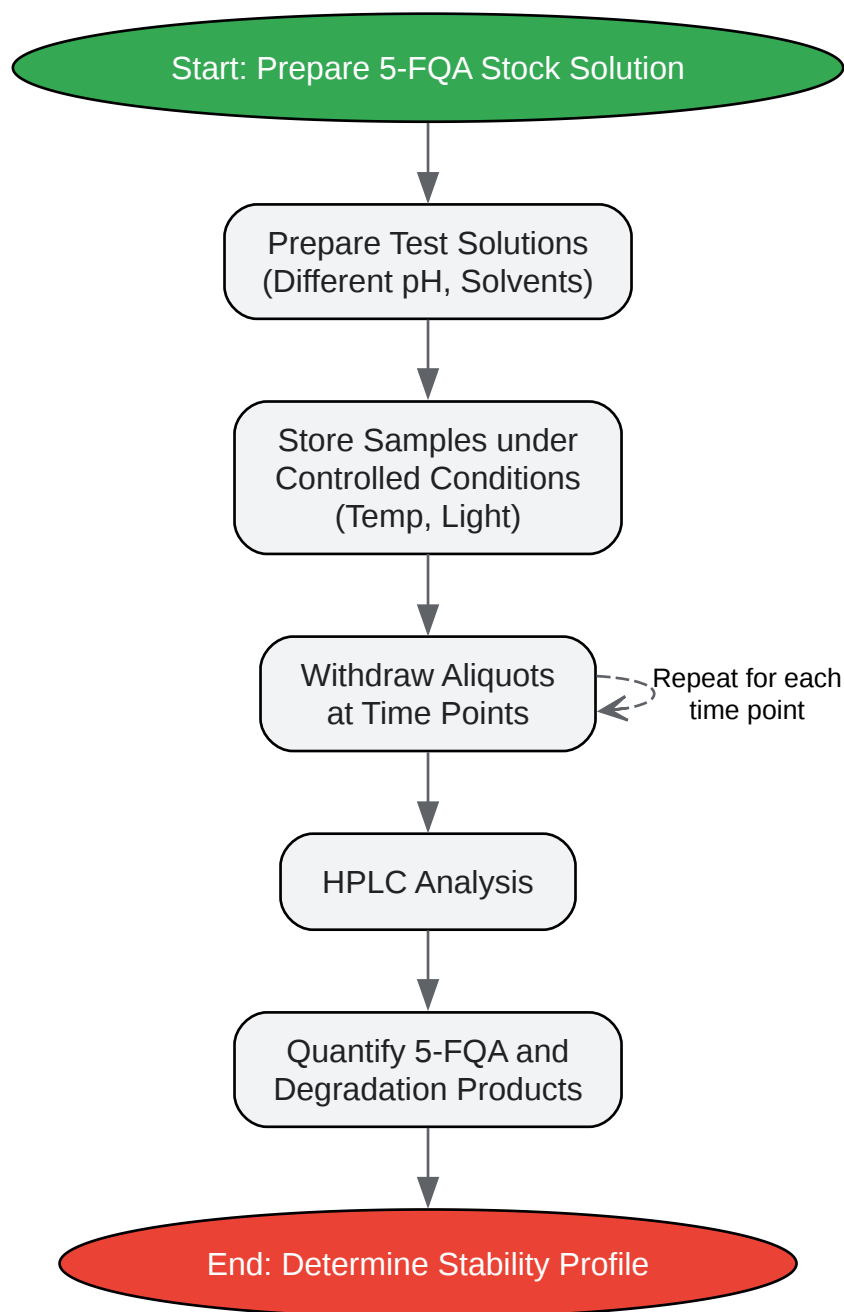 Start: Prepare 5-FQA Stock Solution
Prepare Test Solutions
(Different pH, Solvents)
Store Samples under
Controlled Conditions
(Temp, Light)
Withdraw Aliquots
at Time Points
Repeat for each
time point
HPLC Analysis
Quantify 5-FQA and
Degradation Products
End: Determine Stability Profile